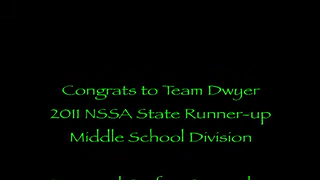 Congrats to Team Dwyer
2011 NSSA State Runner-up
Middle School Division